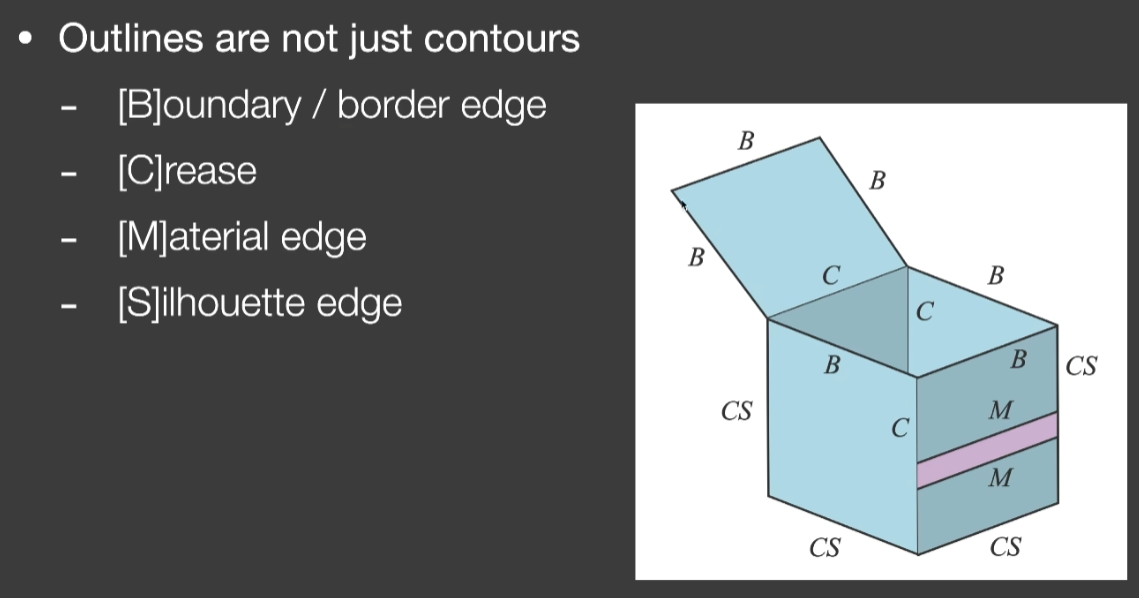 • Outlines are not just contours
- [B]oundary / border edge
- [C]rease
- [M]aterial edge
- [S]ilhouette edge
B
B
B
C
B
C
B
B
CS
CS
C
M
M
CS
CS